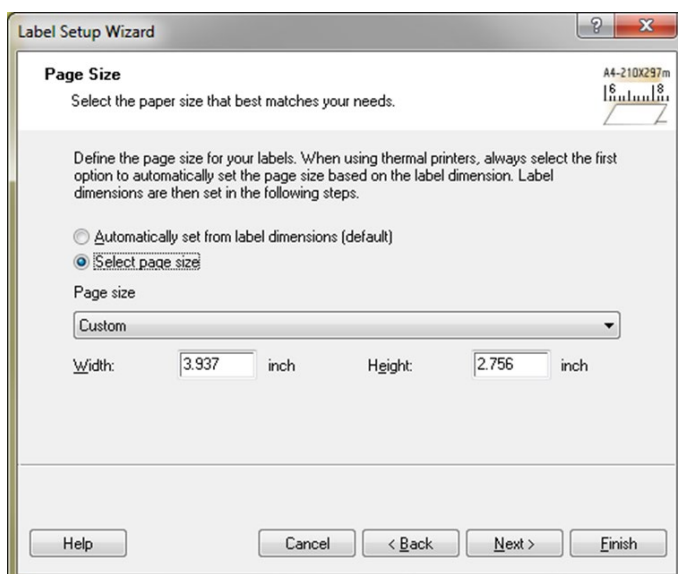 Label Setup Wizard
?
Page Size
Select the paper size that best matches your needs.
A4-210X297m
6 8
Define the page size for your labels. When using thermal printers, always select the first
option to automatically set the page size based on the label dimension. Label
dimensions are then set in the following steps.
Automatically set from label dimensions (default)
Select page size
Page size
Custom
Width: 3.937 inch Height: 2.756 inch
Help Cancel < Back Next > Finish